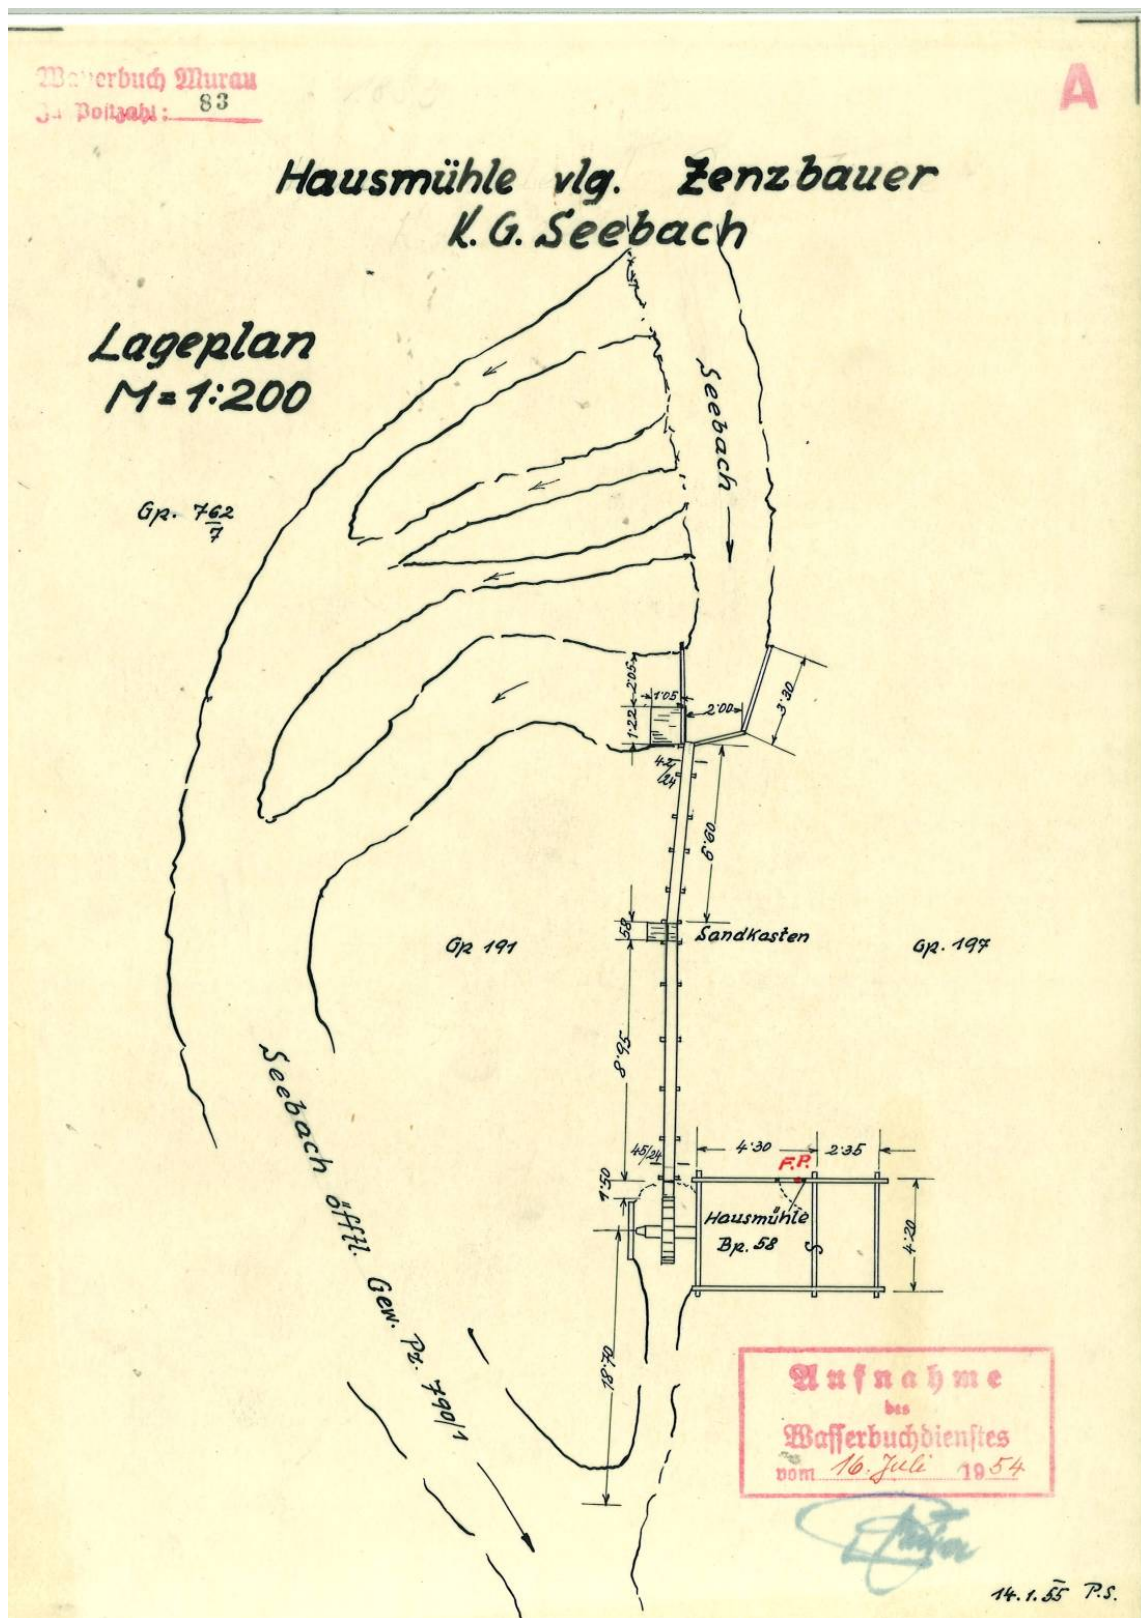 Wasserbuch Murau
Zu Postzahl: 83
A
Hausmühle vlg. Zenzbauer
K. G. Seebach
Lageplan
M = 1:200
Seebach
Gp. 762/7
2·05
1·05
1·22
2·00
3·30
42/24
6·60
58
Sandkasten
Gp 191
Gp. 197
8·95
Seebach öfftl. Gew. Pz. 790/1
45/24
4·30
2·35
F.P.
1·50
Hausmühle
Bp. 58
S
4·20
18·70
Aufnahme
des
Wasserbuchdienstes
vom 16. Juli 1954
14.1.55 P.S.